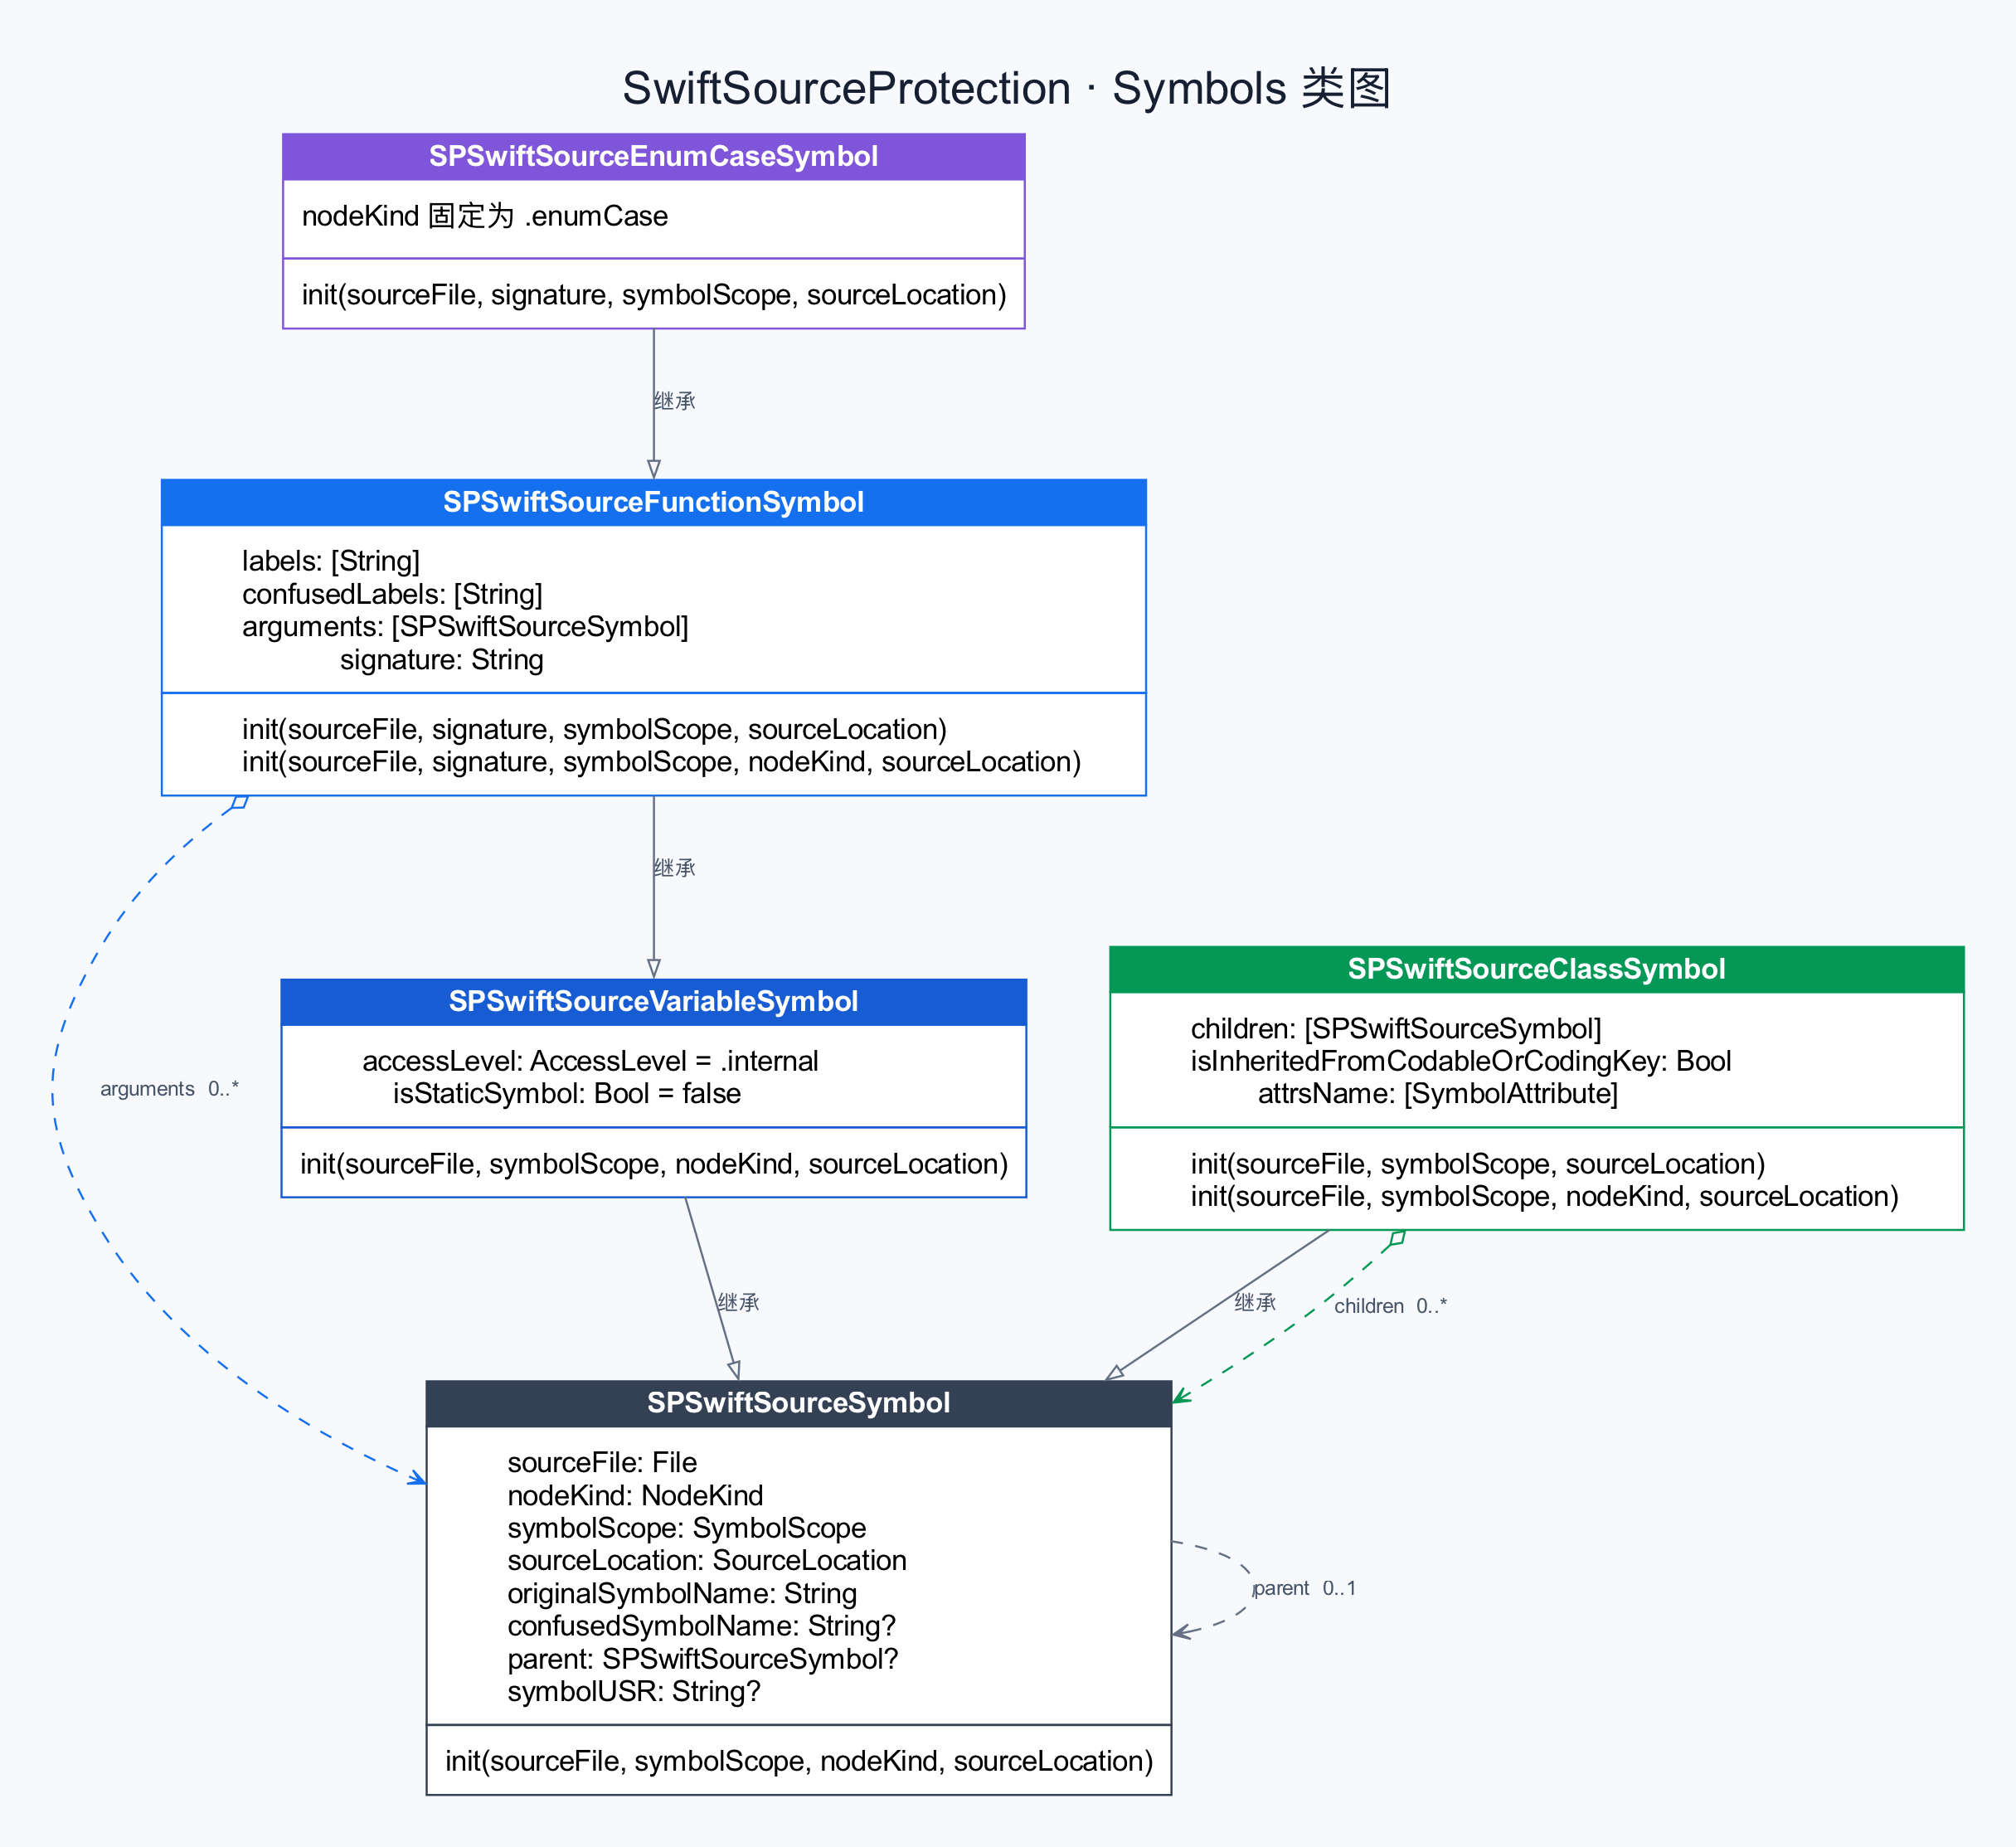 SwiftSourceProtection · Symbols 类图
SPSwiftSourceEnumCaseSymbol
nodeKind 固定为 .enumCase
init(sourceFile, signature, symbolScope, sourceLocation)
继承
SPSwiftSourceFunctionSymbol
labels: [String]
confusedLabels: [String]
arguments: [SPSwiftSourceSymbol]
signature: String
init(sourceFile, signature, symbolScope, sourceLocation)
init(sourceFile, signature, symbolScope, nodeKind, sourceLocation)
继承
arguments 0..*
SPSwiftSourceVariableSymbol
accessLevel: AccessLevel = .internal
isStaticSymbol: Bool = false
init(sourceFile, symbolScope, nodeKind, sourceLocation)
SPSwiftSourceClassSymbol
children: [SPSwiftSourceSymbol]
isInheritedFromCodableOrCodingKey: Bool
attrsName: [SymbolAttribute]
init(sourceFile, symbolScope, sourceLocation)
init(sourceFile, symbolScope, nodeKind, sourceLocation)
继承
继承
children 0..*
SPSwiftSourceSymbol
sourceFile: File
nodeKind: NodeKind
symbolScope: SymbolScope
sourceLocation: SourceLocation
originalSymbolName: String
confusedSymbolName: String?
parent: SPSwiftSourceSymbol?
symbolUSR: String?
parent 0..1
init(sourceFile, symbolScope, nodeKind, sourceLocation)